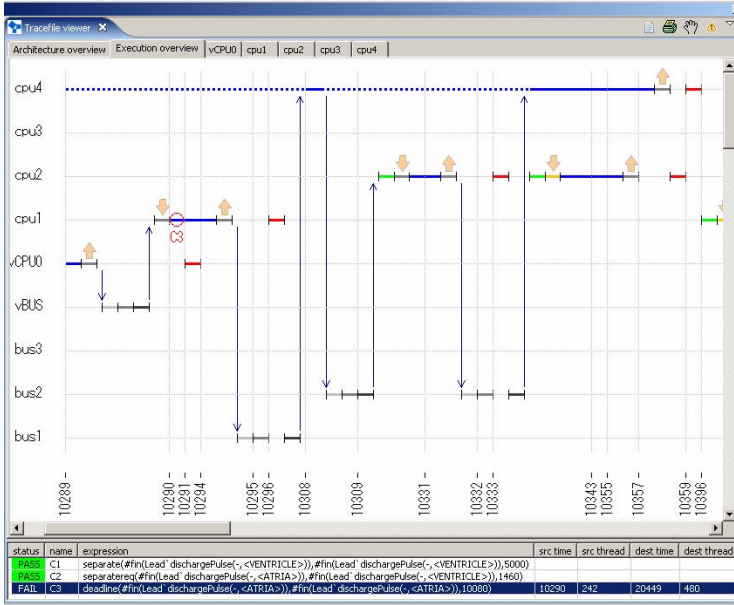 Tracefile viewer
Architecture overview Execution overview vCPU0 cpu1 cpu2 cpu3 cpu4
cpu4
cpu3
cpu2
cpu1
C3
vCPU0
vBUS
bus3
bus2
bus1
10289 10290 10291 10294 10295 10296 10308 10309 10331 10332 10333 10343 10355 10357 10359 10396
status name expression src time src thread dest time dest thread
PASS C1 separate(#fin(Lead`dischargePulse(-,<VENTRICLE>)),#fin(Lead`dischargePulse(-,<VENTRICLE>)),5000)
PASS C2 separatereq(#fin(Lead`dischargePulse(-,<ATRIA>)),#fin(Lead`dischargePulse(-,<VENTRICLE>)),1460)
FAIL C3 deadline(#fin(Lead`dischargePulse(-,<ATRIA>)),#fin(Lead`dischargePulse(-,<ATRIA>)),10080) 10290 242 20449 480